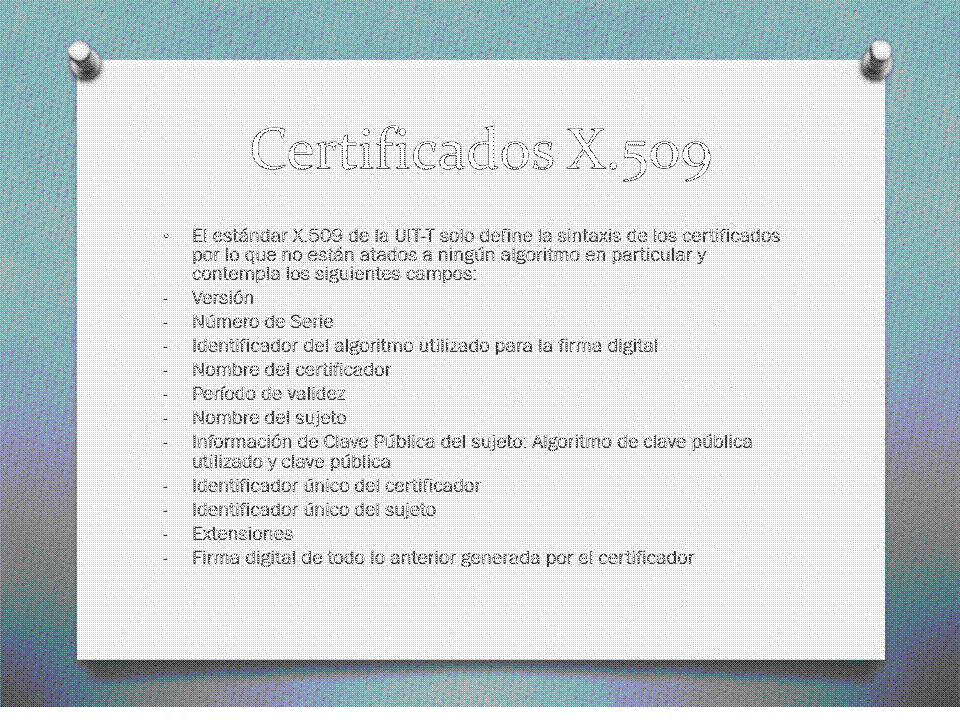 Certificados X.509
◦ El estándar X.509 de la UIT-T solo define la sintaxis de los certificados
por lo que no están atados a ningún algoritmo en particular y
contempla los siguientes campos:
- Versión
- Número de Serie
- Identificador del algoritmo utilizado para la firma digital
- Nombre del certificador
- Período de validez
- Nombre del sujeto
- Información de Clave Pública del sujeto: Algoritmo de clave pública
utilizado y clave pública
- Identificador único del certificador
- Identificador único del sujeto
- Extensiones
- Firma digital de todo lo anterior generada por el certificador